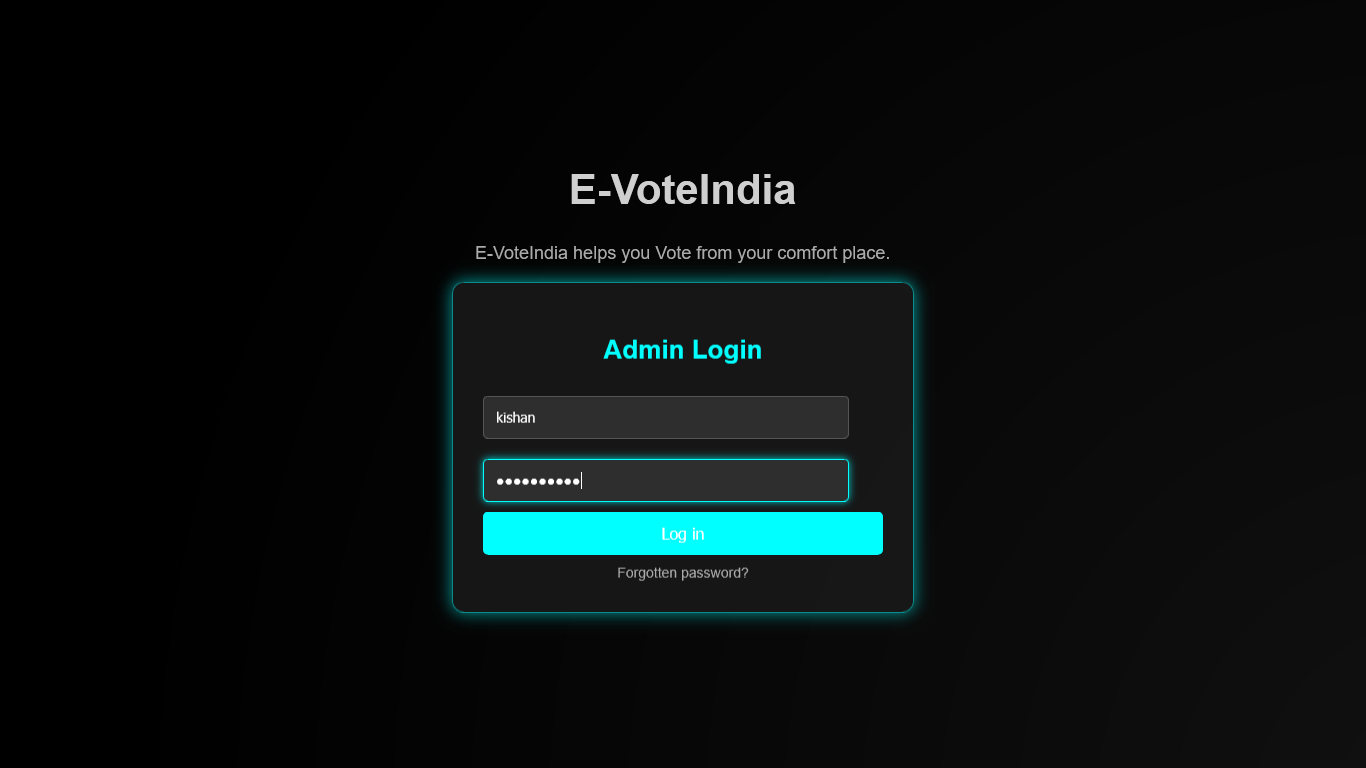 E-VoteIndia
E-VoteIndia helps you Vote from your comfort place.
Admin Login
kishan
••••••••••
Log in
Forgotten password?